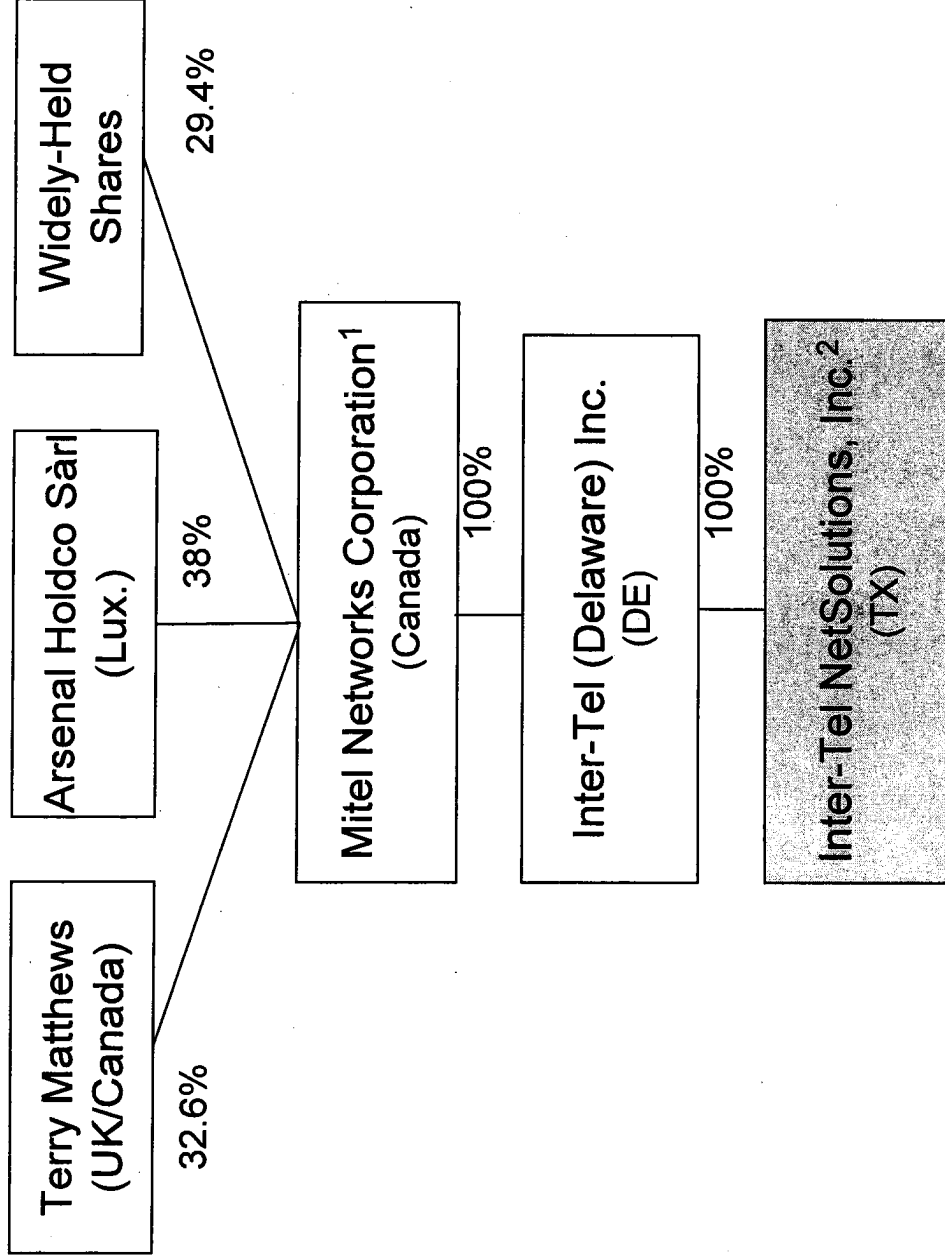 Terry Matthews
(UK/Canada)
32.6%
Arsenal Holdco Sàrl
(Lux.)
38%
Widely-Held
Shares
29.4%
Mitel Networks Corporation¹
(Canada)
100%
Inter-Tel (Delaware) Inc.
(DE)
100%
Inter-Tel NetSolutions, Inc.²
(TX)